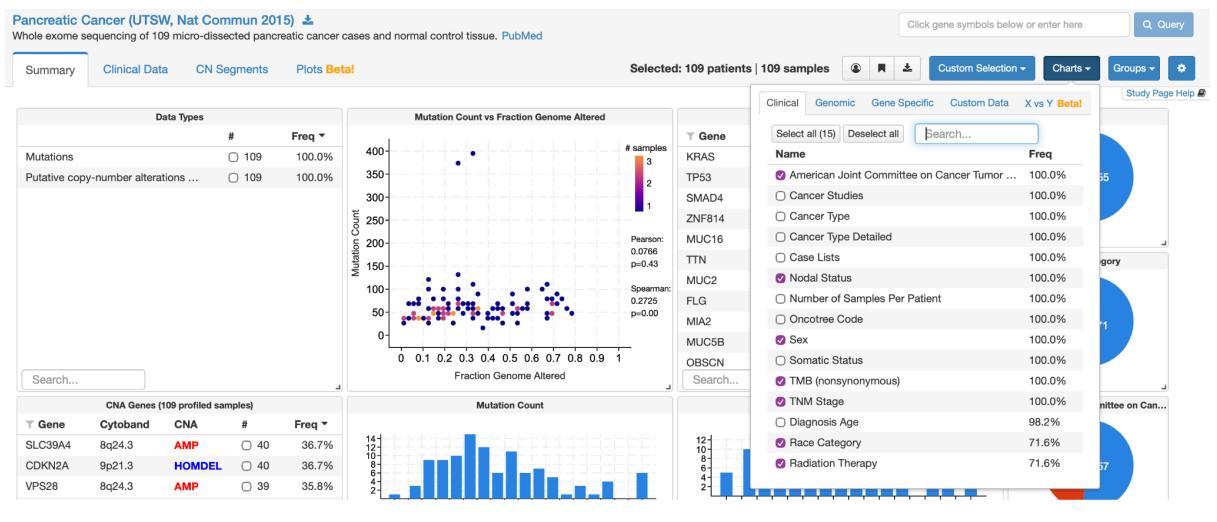 Pancreatic Cancer (UTSW, Nat Commun 2015)
Whole exome sequencing of 109 micro-dissected pancreatic cancer cases and normal control tissue. PubMed
Click gene symbols below or enter here
Query
Summary
Clinical Data
CN Segments
Plots Beta!
Selected: 109 patients | 109 samples
Custom Selection
Charts
Groups
Study Page Help
Data Types
# Freq
Mutations 109 100.0%
Putative copy-number alterations ... 109 100.0%
Search...
Mutation Count vs Fraction Genome Altered
Mutation Count
400
350
300
250
200
150
100
50
0
0 0.1 0.2 0.3 0.4 0.5 0.6 0.7 0.8 0.9 1
Fraction Genome Altered
# samples
3
2
1
Pearson:
0.0766
p=0.43
Spearman:
0.2725
p=0.00
Gene
KRAS
TP53
SMAD4
ZNF814
MUC16
TTN
MUC2
FLG
MIA2
MUC5B
OBSCN
Search...
Clinical
Genomic
Gene Specific
Custom Data
X vs Y Beta!
Select all (15)
Deselect all
Search...
Name Freq
American Joint Committee on Cancer Tumor ... 100.0%
Cancer Studies 100.0%
Cancer Type 100.0%
Cancer Type Detailed 100.0%
Case Lists 100.0%
Nodal Status 100.0%
Number of Samples Per Patient 100.0%
Oncotree Code 100.0%
Sex 100.0%
Somatic Status 100.0%
TMB (nonsynonymous) 100.0%
TNM Stage 100.0%
Diagnosis Age 98.2%
Race Category 71.6%
Radiation Therapy 71.6%
55
egory
71
mittee on Can...
57
CNA Genes (109 profiled samples)
Gene Cytoband CNA # Freq
SLC39A4 8q24.3 AMP 40 36.7%
CDKN2A 9p21.3 HOMDEL 40 36.7%
VPS28 8q24.3 AMP 39 35.8%
Mutation Count
14
12
10
8
6
4
2
12
10
8
6
4
2